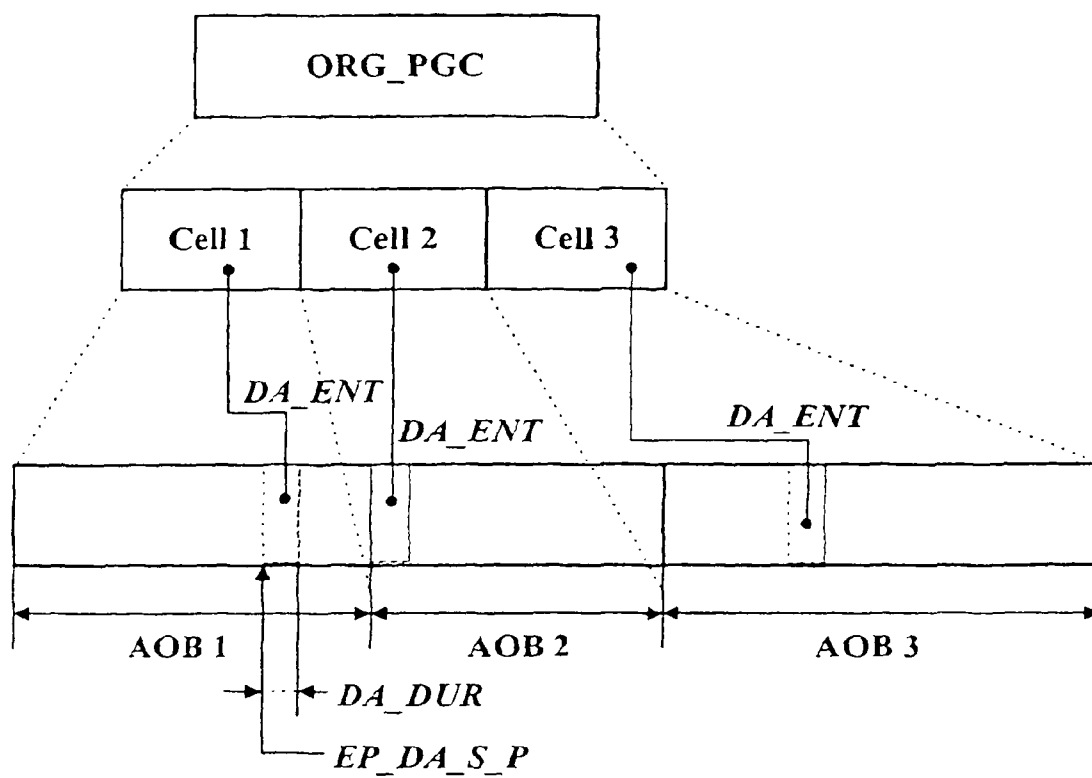 ORG_PGC
Cell 1
Cell 2
Cell 3
DA_ENT
DA_ENT
DA_ENT
AOB 1
AOB 2
AOB 3
DA_DUR
EP_DA_S_P